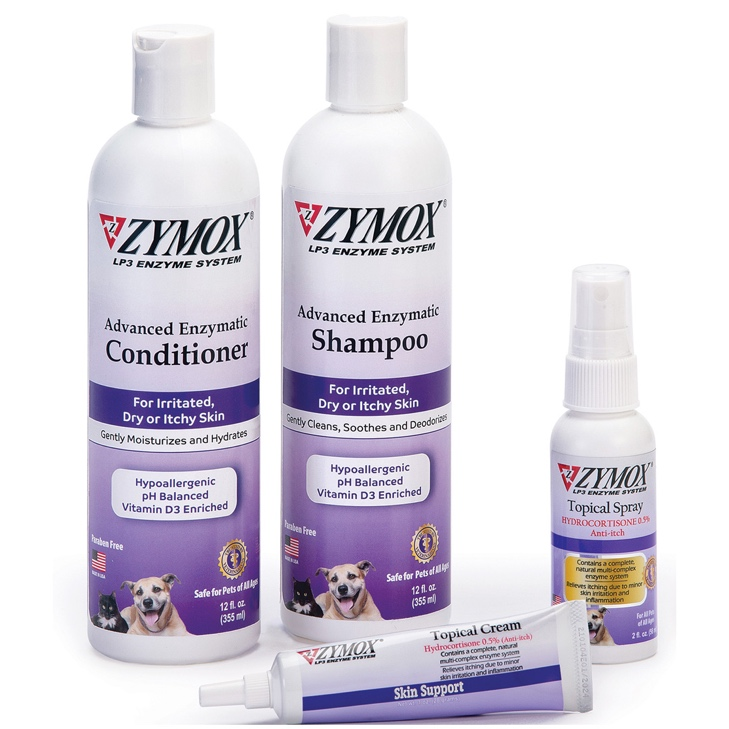 ZYMOX®
LP3 ENZYME SYSTEM
Advanced Enzymatic
Conditioner
For Irritated,
Dry or Itchy Skin
Gently Moisturizes and Hydrates
Hypoallergenic
pH Balanced
Vitamin D3 Enriched
Paraben Free
MADE IN USA
Safe for Pets of All Ages
12 fl. oz.
(355 ml)
ZYMOX®
LP3 ENZYME SYSTEM
Advanced Enzymatic
Shampoo
For Irritated,
Dry or Itchy Skin
Gently Cleans, Soothes and Deodorizes
Hypoallergenic
pH Balanced
Vitamin D3 Enriched
Paraben Free
MADE IN USA
Safe for Pets of All Ages
12 fl. oz.
(355 ml)
ZYMOX®
LP3 ENZYME SYSTEM
Topical Spray
HYDROCORTISONE 0.5%
Anti-itch
Contains a complete,
natural multi-complex
enzyme system
Relieves itching due to minor
skin irritation and
inflammation
For All Pets
of All Ages
2 fl. oz.
ZYMOX®
LP3 ENZYME SYSTEM
Topical Cream
Hydrocortisone 0.5% (Anti-itch)
Contains a complete, natural
multi-complex enzyme system
Relieves itching due to minor
skin irritation and inflammation
Skin Support